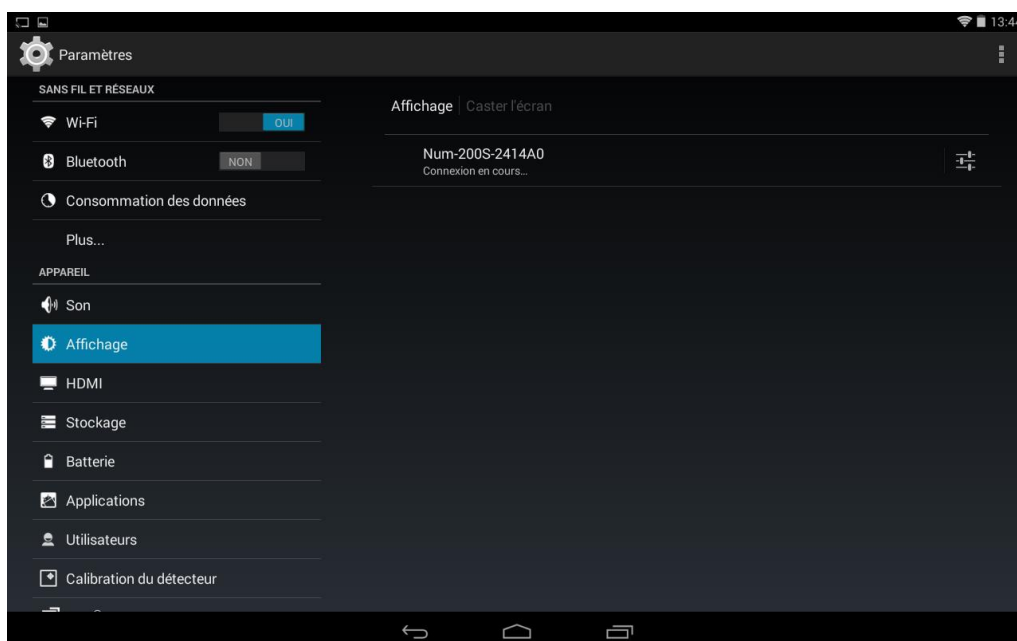 13:44
Paramètres
SANS FIL ET RÉSEAUX
Wi-Fi OUI
Bluetooth NON
Consommation des données
Plus...
APPAREIL
Son
Affichage
HDMI
Stockage
Batterie
Applications
Utilisateurs
Calibration du détecteur
Affichage Caster l'écran
Num-200S-2414A0
Connexion en cours...